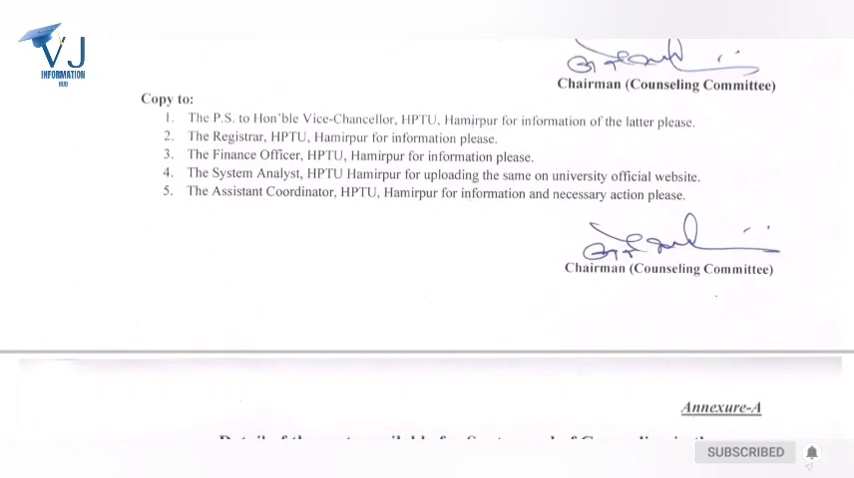 VJ
INFORMATION
HUB
Chairman (Counseling Committee)
Copy to:
1. The P.S. to Hon'ble Vice-Chancellor, HPTU, Hamirpur for information of the latter please.
2. The Registrar, HPTU, Hamirpur for information please.
3. The Finance Officer, HPTU, Hamirpur for information please.
4. The System Analyst, HPTU Hamirpur for uploading the same on university official website.
5. The Assistant Coordinator, HPTU, Hamirpur for information and necessary action please.
Chairman (Counseling Committee)
Annexure-A
SUBSCRIBED